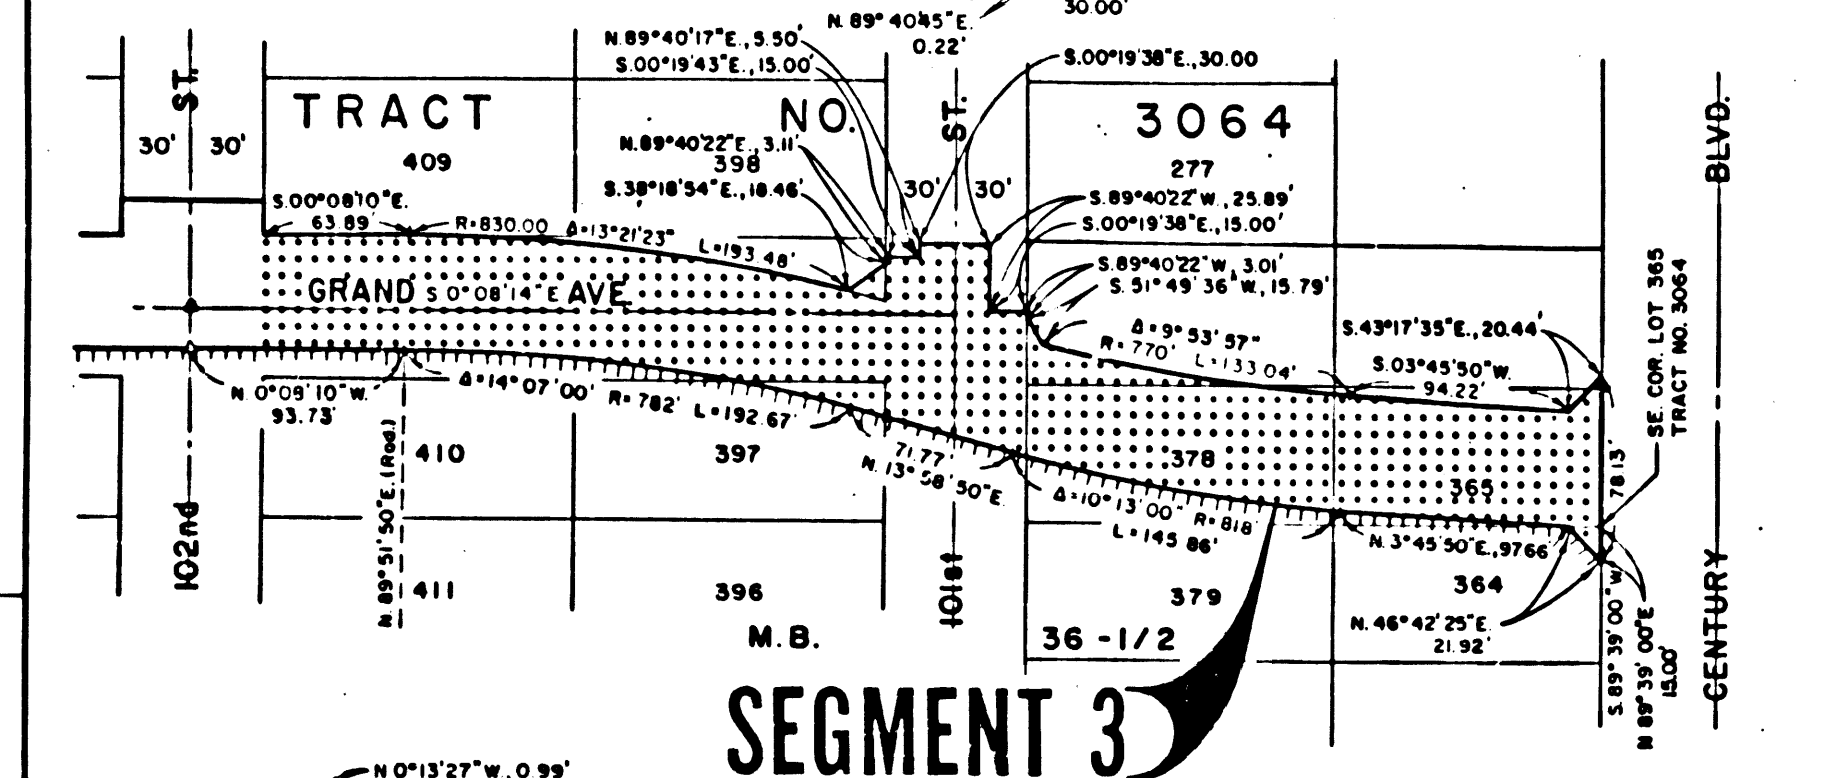 N. 89°40'45"E.
0.22'
30.00'
N.89°40'17"E., 5.50'
S.00°19'43"E., 15.00'
S.00°19'38"E., 30.00
TRACT NO. 3064
30' 30'
409
N.89°40'22"E., 3.11'
398
277
S.38°18'54"E., 18.46'
30' 30'
S.89°40'22"W., 25.89'
S.00°19'38"E., 15.00'
S.00°08'10"E.
63.89'
R=830.00 Δ=13°21'23"
L=193.48'
S.89°40'22"W., 3.01'
S. 51°49'36"W., 15.79'
GRAND S 0°08'14"E AVE.
Δ=9°53'57"
R=770' L=133.04'
S.43°17'35"E., 20.44'
S.03°45'50"W.
94.22'
N. 0°08'10"W.
93.73'
Δ=14°07'00" R=782' L=192.67'
71.77'
N. 13°58'50"E.
410
397
378
365
Δ=10°13'00" R=818'
L=145.86'
N. 3°45'50"E., 97.66'
411
396
379
364
N. 46°42'25"E.
21.92'
M.B.
36 -1/2
SEGMENT 3
N 0°13'27"W., 0.99'
102nd ST.
N. 89°51'50"E. (Rad.)
101st ST.
78.13'
S. 89°39'00"W.
N 89°39'00"E
15.00'
SE. COR. LOT 365
TRACT NO. 3064
CENTURY BLVD.